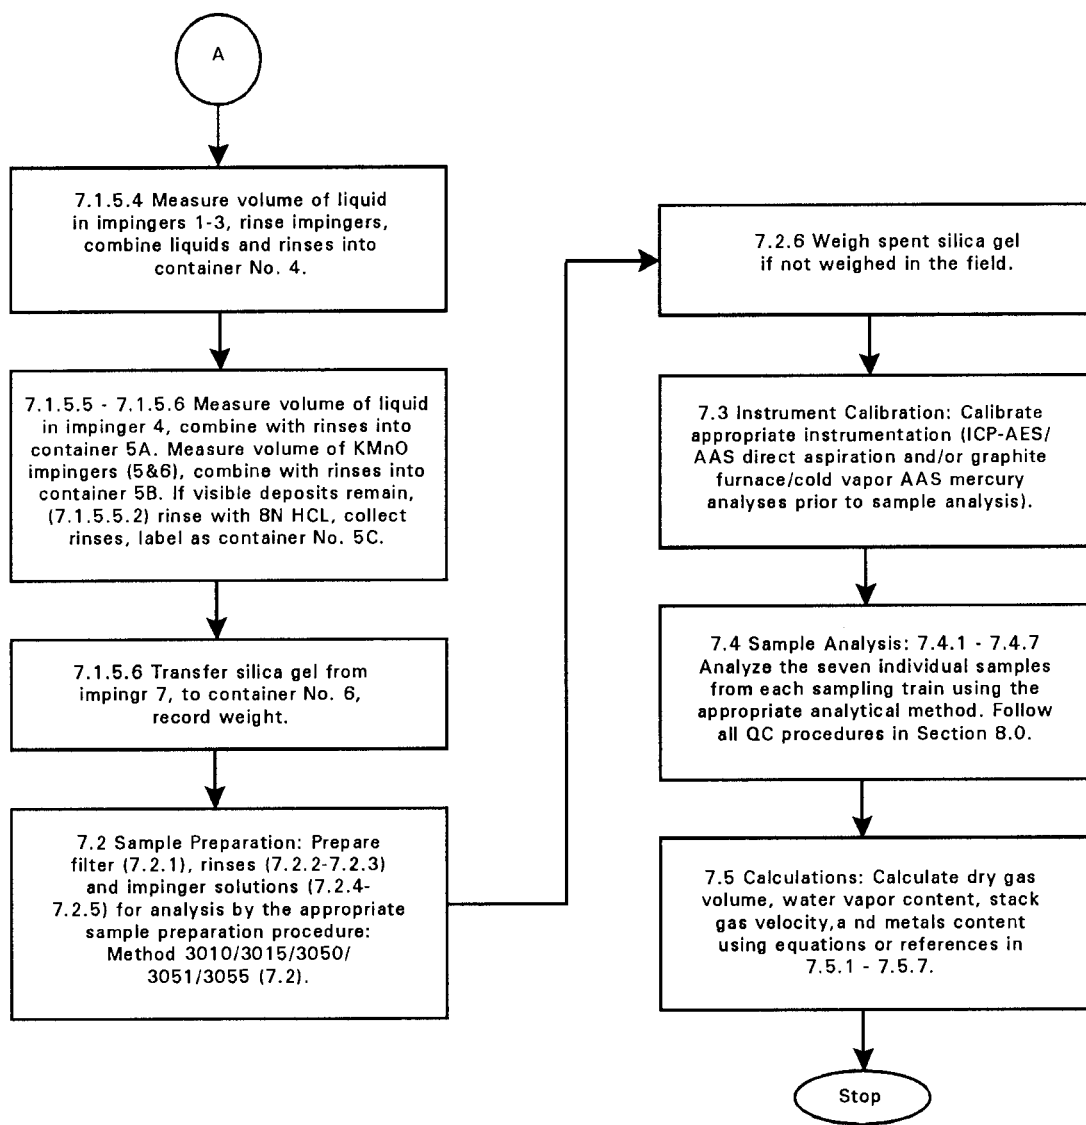 A
7.1.5.4 Measure volume of liquid
in impingers 1-3, rinse impingers,
combine liquids and rinses into
container No. 4.
7.1.5.5 - 7.1.5.6 Measure volume of liquid
in impinger 4, combine with rinses into
container 5A. Measure volume of KMnO
impingers (5&6), combine with rinses into
container 5B. If visible deposits remain,
(7.1.5.5.2) rinse with 8N HCL, collect
rinses, label as container No. 5C.
7.1.5.6 Transfer silica gel from
impingr 7, to container No. 6,
record weight.
7.2 Sample Preparation: Prepare
filter (7.2.1), rinses (7.2.2-7.2.3)
and impinger solutions (7.2.4-
7.2.5) for analysis by the appropriate
sample preparation procedure:
Method 3010/3015/3050/
3051/3055 (7.2).
7.2.6 Weigh spent silica gel
if not weighed in the field.
7.3 Instrument Calibration: Calibrate
appropriate instrumentation (ICP-AES/
AAS direct aspiration and/or graphite
furnace/cold vapor AAS mercury
analyses prior to sample analysis).
7.4 Sample Analysis: 7.4.1 - 7.4.7
Analyze the seven individual samples
from each sampling train using the
appropriate analytical method. Follow
all QC procedures in Section 8.0.
7.5 Calculations: Calculate dry gas
volume, water vapor content, stack
gas velocity,a nd metals content
using equations or references in
7.5.1 - 7.5.7.
Stop